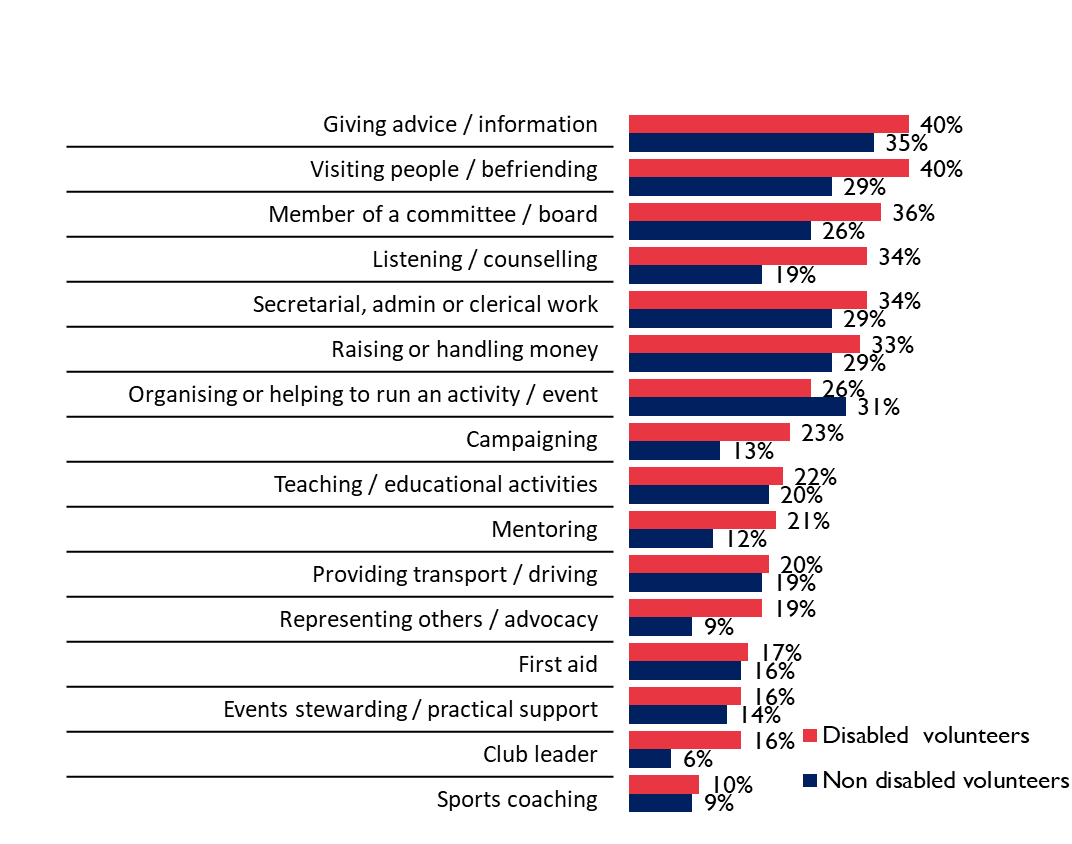 Giving advice / information
40%
35%
Visiting people / befriending
40%
29%
Member of a committee / board
36%
26%
Listening / counselling
34%
19%
Secretarial, admin or clerical work
34%
29%
Raising or handling money
33%
29%
Organising or helping to run an activity / event
26%
31%
Campaigning
23%
13%
Teaching / educational activities
22%
20%
Mentoring
21%
12%
Providing transport / driving
20%
19%
Representing others / advocacy
19%
9%
First aid
17%
16%
Events stewarding / practical support
16%
14%
Club leader
16%
6%
Sports coaching
10%
9%
Disabled volunteers
Non disabled volunteers